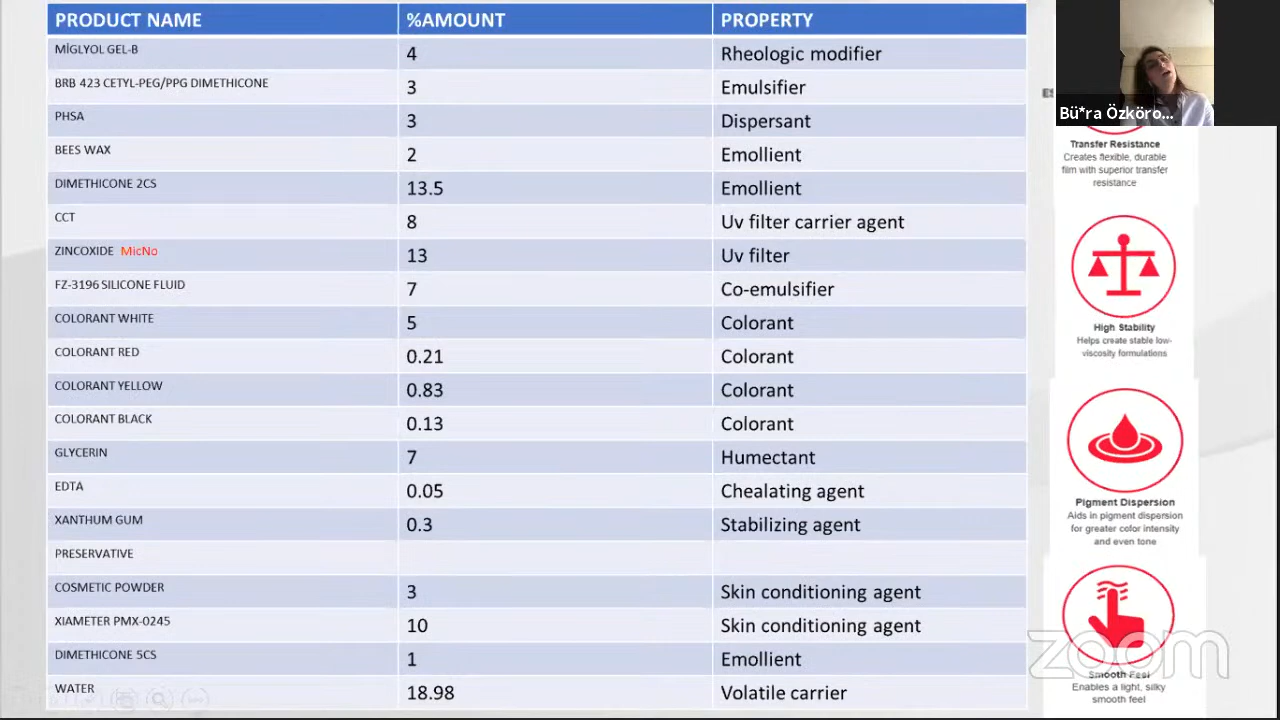 PRODUCT NAME %AMOUNT PROPERTY
MİGLYOL GEL-B 4 Rheologic modifier
BRB 423 CETYL-PEG/PPG DIMETHICONE 3 Emulsifier
PHSA 3 Dispersant
BEES WAX 2 Emollient
DIMETHICONE 2CS 13.5 Emollient
CCT 8 Uv filter carrier agent
ZINCOXIDE MicNo 13 Uv filter
FZ-3196 SILICONE FLUID 7 Co-emulsifier
COLORANT WHITE 5 Colorant
COLORANT RED 0.21 Colorant
COLORANT YELLOW 0.83 Colorant
COLORANT BLACK 0.13 Colorant
GLYCERIN 7 Humectant
EDTA 0.05 Chealating agent
XANTHUM GUM 0.3 Stabilizing agent
PRESERVATIVE
COSMETIC POWDER 3 Skin conditioning agent
XIAMETER PMX-0245 10 Skin conditioning agent
DIMETHICONE 5CS 1 Emollient
WATER 18.98 Volatile carrier
Bü*ra Özköro...
Transfer Resistance
Creates flexible, durable
film with superior transfer
resistance
High Stability
Helps create stable low-
viscosity formulations
Pigment Dispersion
Aids in pigment dispersion
for greater color intensity
and even tone
zoom
Smooth Feel
Enables a light, silky
smooth feel